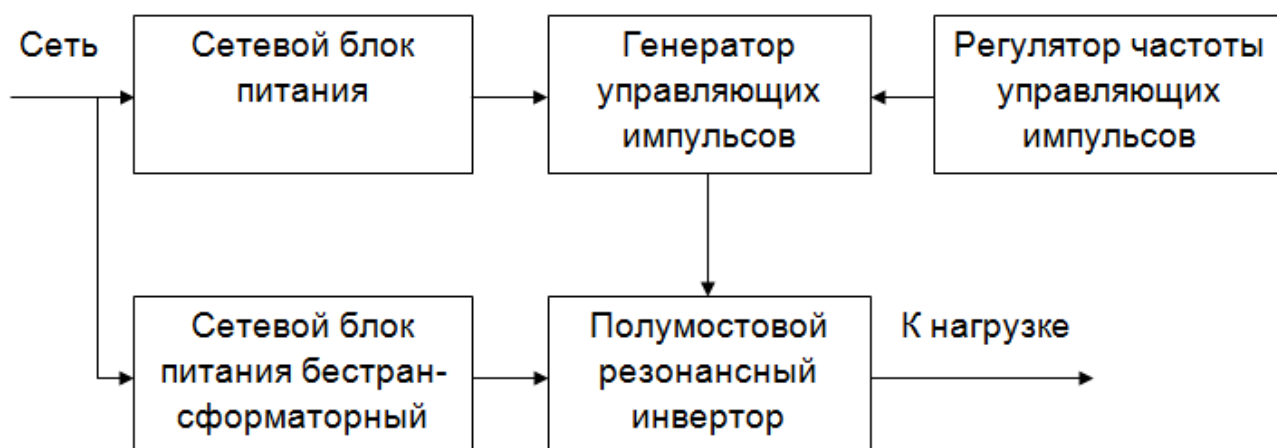 Сеть
Сетевой блок
питания
Генератор
управляющих
импульсов
Регулятор частоты
управляющих
импульсов
Сетевой блок
питания бестран-
сформаторный
Полумостовой
резонансный
инвертор
К нагрузке